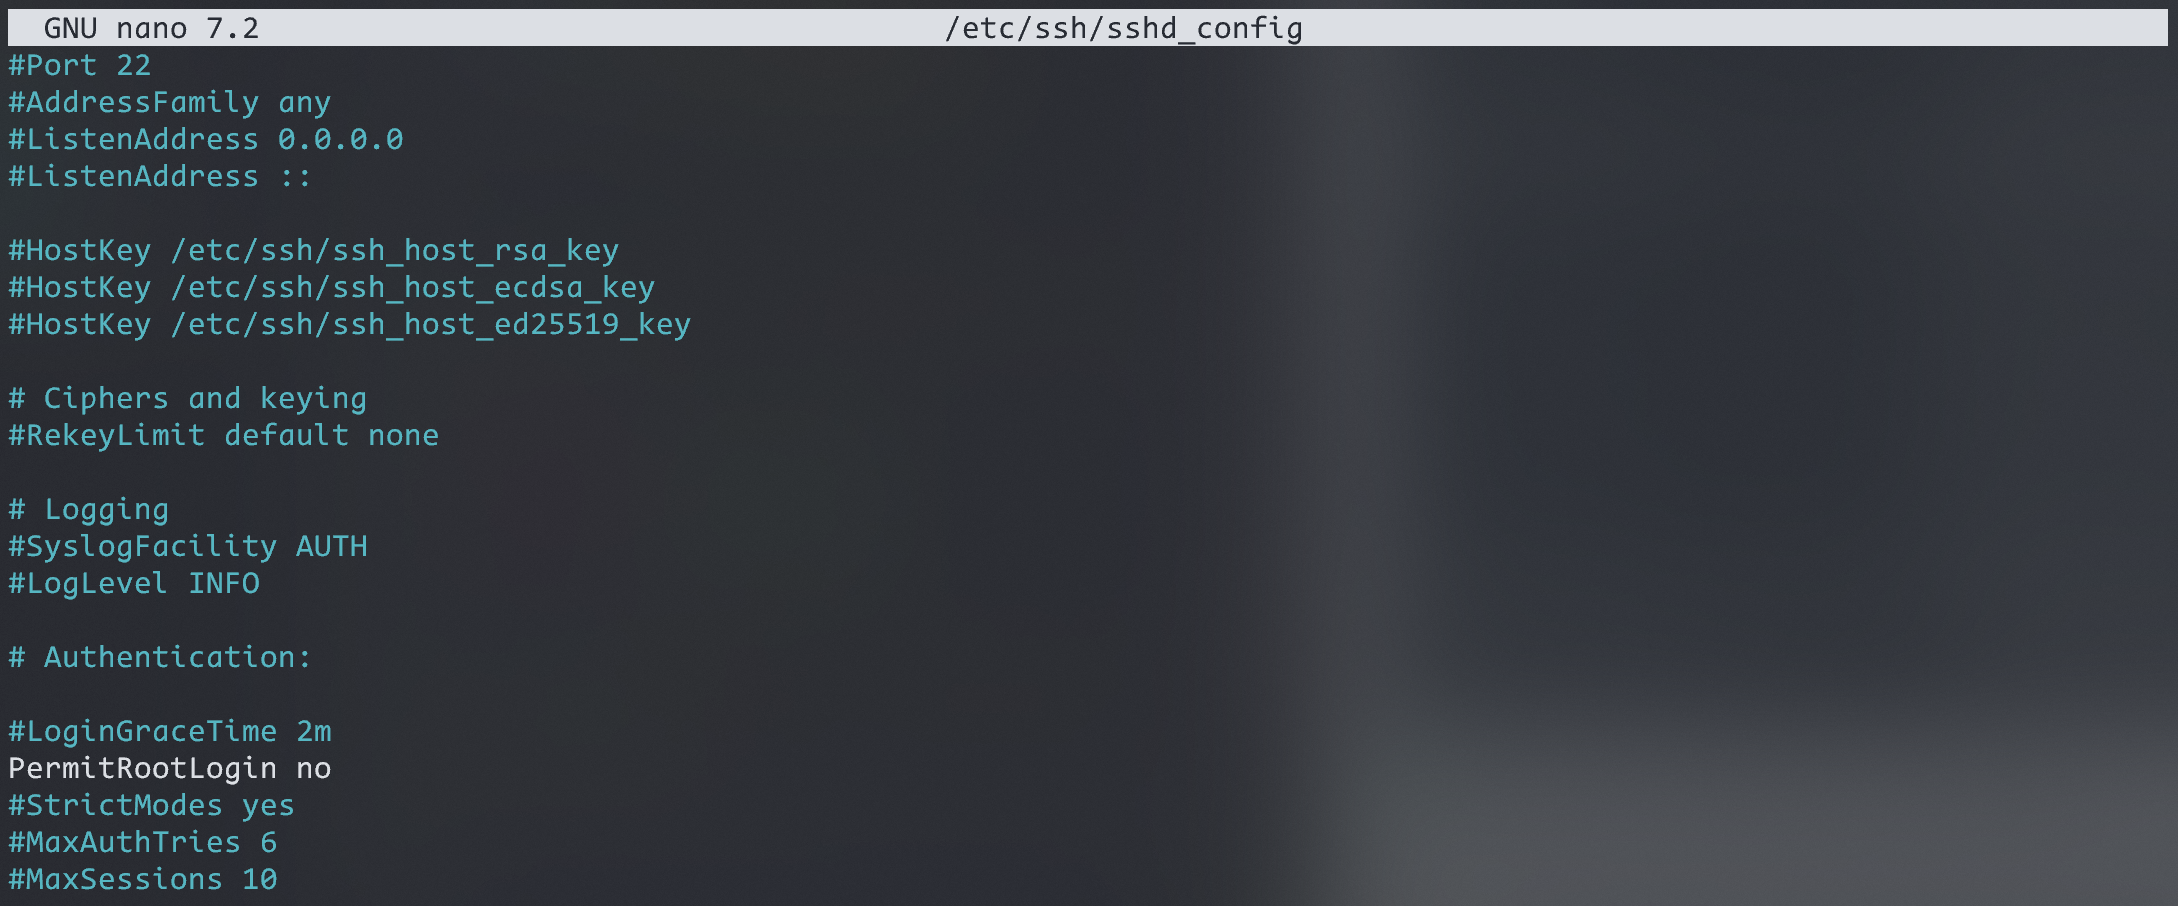 GNU nano 7.2 /etc/ssh/sshd_config
#Port 22
#AddressFamily any
#ListenAddress 0.0.0.0
#ListenAddress ::
#HostKey /etc/ssh/ssh_host_rsa_key
#HostKey /etc/ssh/ssh_host_ecdsa_key
#HostKey /etc/ssh/ssh_host_ed25519_key
# Ciphers and keying
#RekeyLimit default none
# Logging
#SyslogFacility AUTH
#LogLevel INFO
# Authentication:
#LoginGraceTime 2m
PermitRootLogin no
#StrictModes yes
#MaxAuthTries 6
#MaxSessions 10